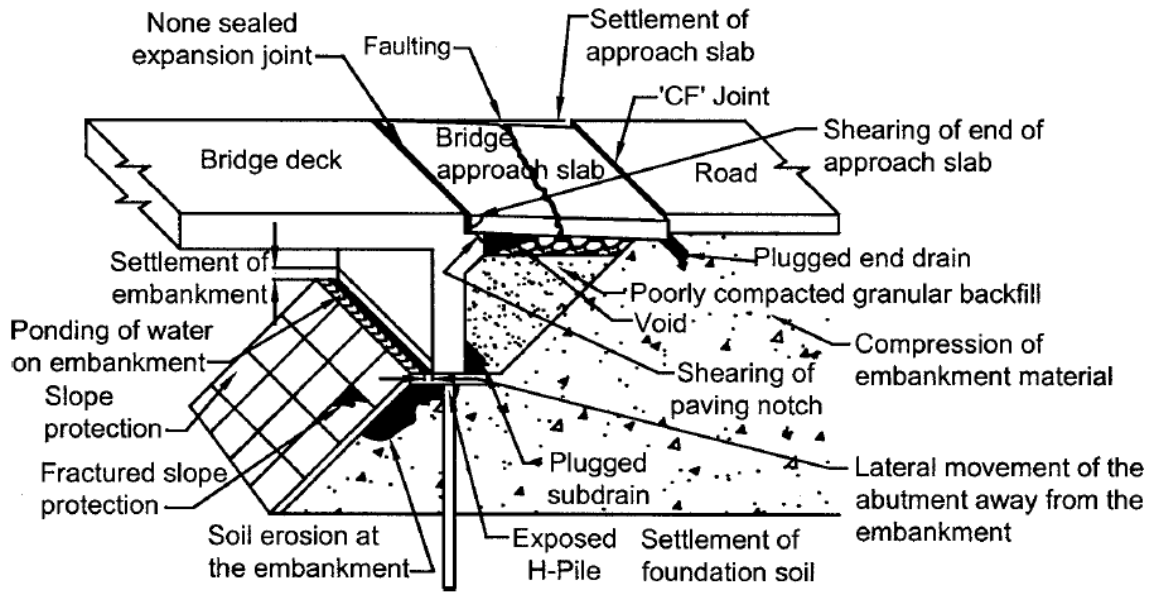 None sealed
expansion joint
Faulting
Settlement of
approach slab
'CF' Joint
Shearing of end of
approach slab
Bridge deck
Bridge
approach slab
Road
Settlement of
embankment
Plugged end drain
Poorly compacted granular backfill
Void
Ponding of water
on embankment
Compression of
embankment material
Shearing of
paving notch
Slope
protection
Fractured slope
protection
Plugged
subdrain
Lateral movement of the
abutment away from the
embankment
Soil erosion at
the embankment
Exposed
H-Pile
Settlement of
foundation soil